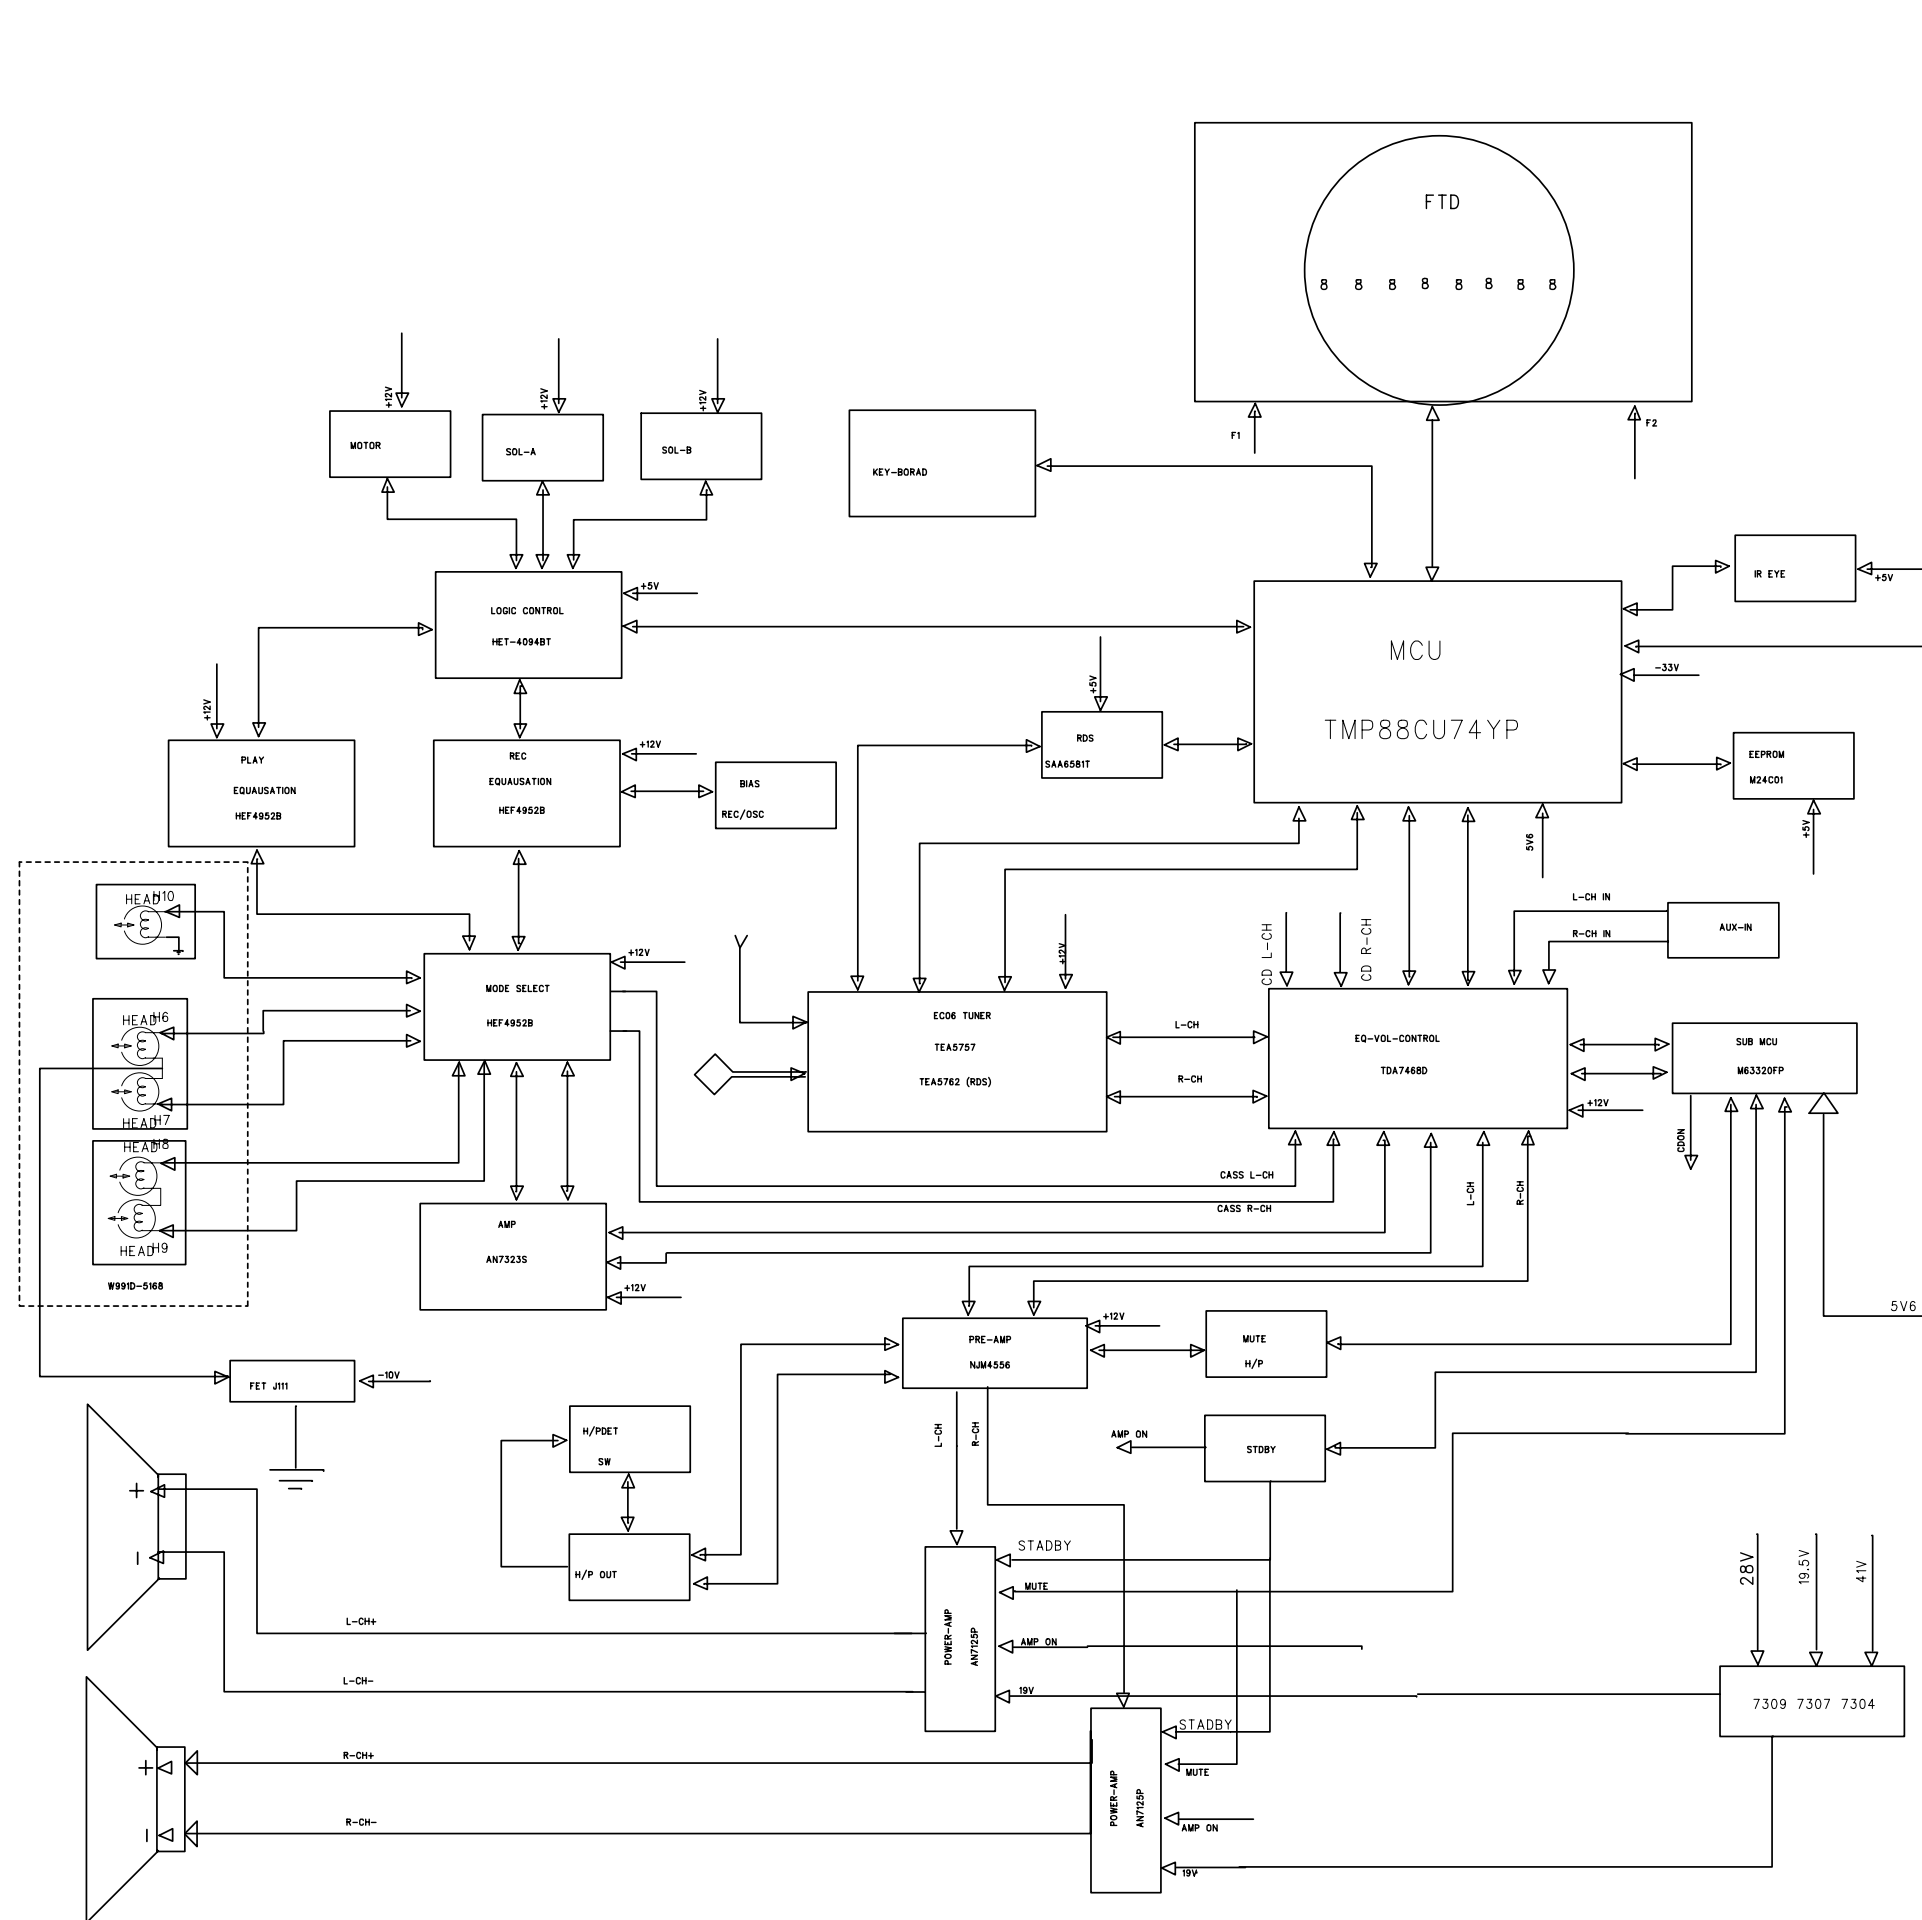 FTD
8 8 8 8 8 8 8 8
+12V
+12V
+12V
MOTOR
SOL-A
SOL-B
KEY-BORAD
F1
F2
LOGIC CONTROL
HET-4094BT
+5V
MCU
TMP88CU74YP
IR EYE
+5V
-33V
+12V
PLAY
EQUAUSATION
HEF4952B
REC
EQUAUSATION
HEF4952B
+12V
BIAS
REC/OSC
+5V
RDS
SAA6581T
EEPROM
M24C01
+5V
5V6
HEAD
H10
HEAD
H6
HEAD
H7
HEAD
H8
HEAD
H9
W991D-5168
MODE SELECT
HEF4952B
+12V
+12V
EC06 TUNER
TEA5757
TEA5762 (RDS)
L-CH
R-CH
CD L-CH
CD R-CH
L-CH IN
R-CH IN
AUX-IN
EQ-VOL-CONTROL
TDA7468D
+12V
SUB MCU
M63320FP
CDON
5V6
CASS L-CH
CASS R-CH
L-CH
R-CH
AMP
AN7323S
+12V
PRE-AMP
NJM4556
+12V
MUTE
H/P
FET J111
-10V
H/PDET
SW
H/P OUT
L-CH
R-CH
AMP ON
STDBY
STADBY
MUTE
POWER-AMP
AN7125P
AMP ON
19V
L-CH+
L-CH-
+
-
28V
19.5V
41V
7309 7307 7304
STADBY
MUTE
POWER-AMP
AN7125P
AMP ON
19V
R-CH+
R-CH-
+
-